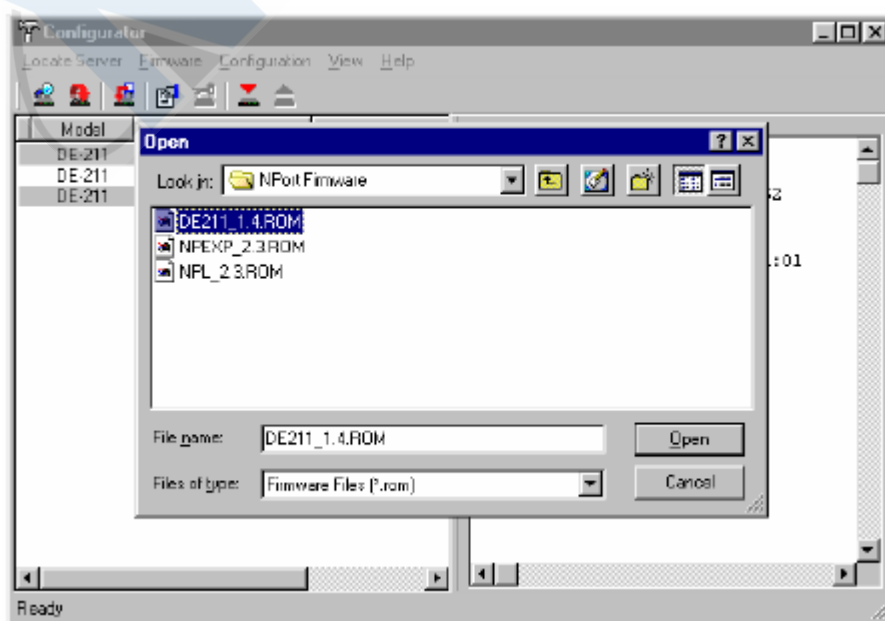 Configurator
Locate Server Firmware Configuration View Help
Model
DE-211
DE-211
DE-211
Open
Look in: NPort Firmware
DE211_1.4.ROM
NPEXP_2.3.ROM
NPL_2.3.ROM
:01
File name: DE211_1.4.ROM Open
Files of type: Firmware Files (*.rom) Cancel
Ready